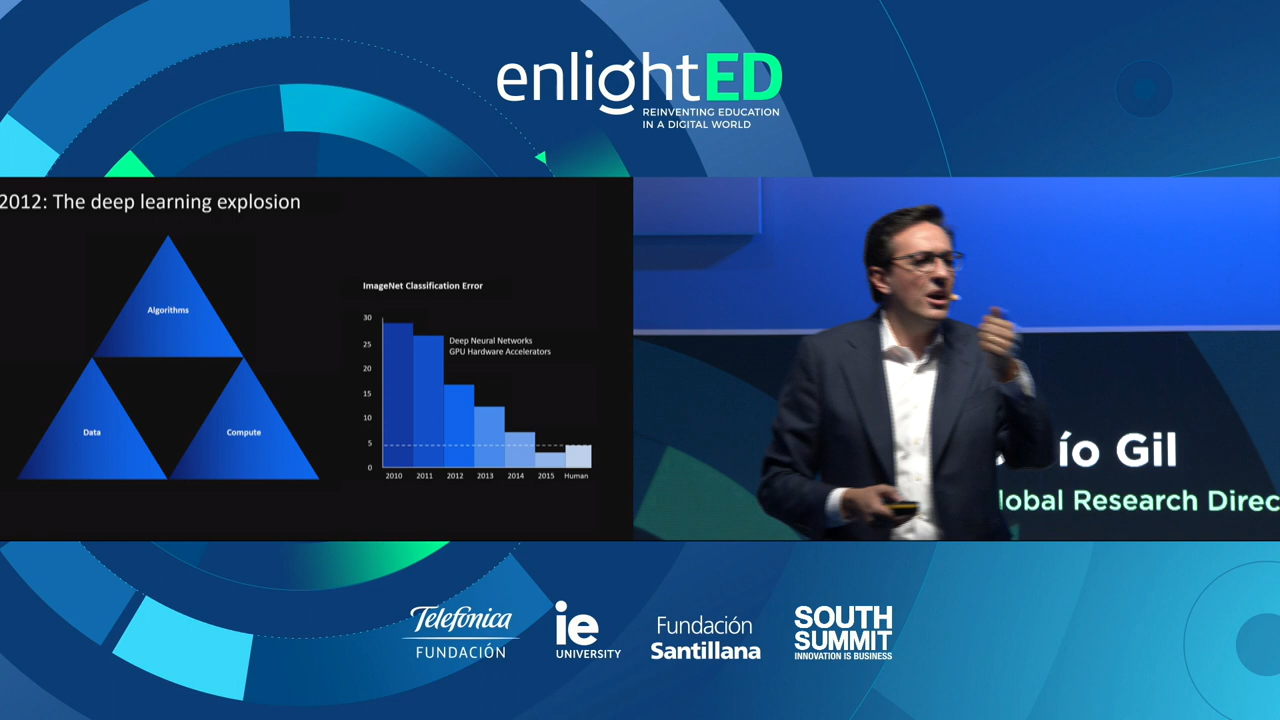 enlightED
REINVENTING EDUCATION
IN A DIGITAL WORLD
2012: The deep learning explosion
Algorithms
Data
Compute
ImageNet Classification Error
Deep Neural Networks
GPU Hardware Accelerators
30
25
20
15
10
5
0
2010 2011 2012 2013 2014 2015 Human
ío Gil
lobal Research Direc
Telefónica
FUNDACIÓN
ie
UNIVERSITY
Fundación
Santillana
SOUTH
SUMMIT
INNOVATION IS BUSINESS